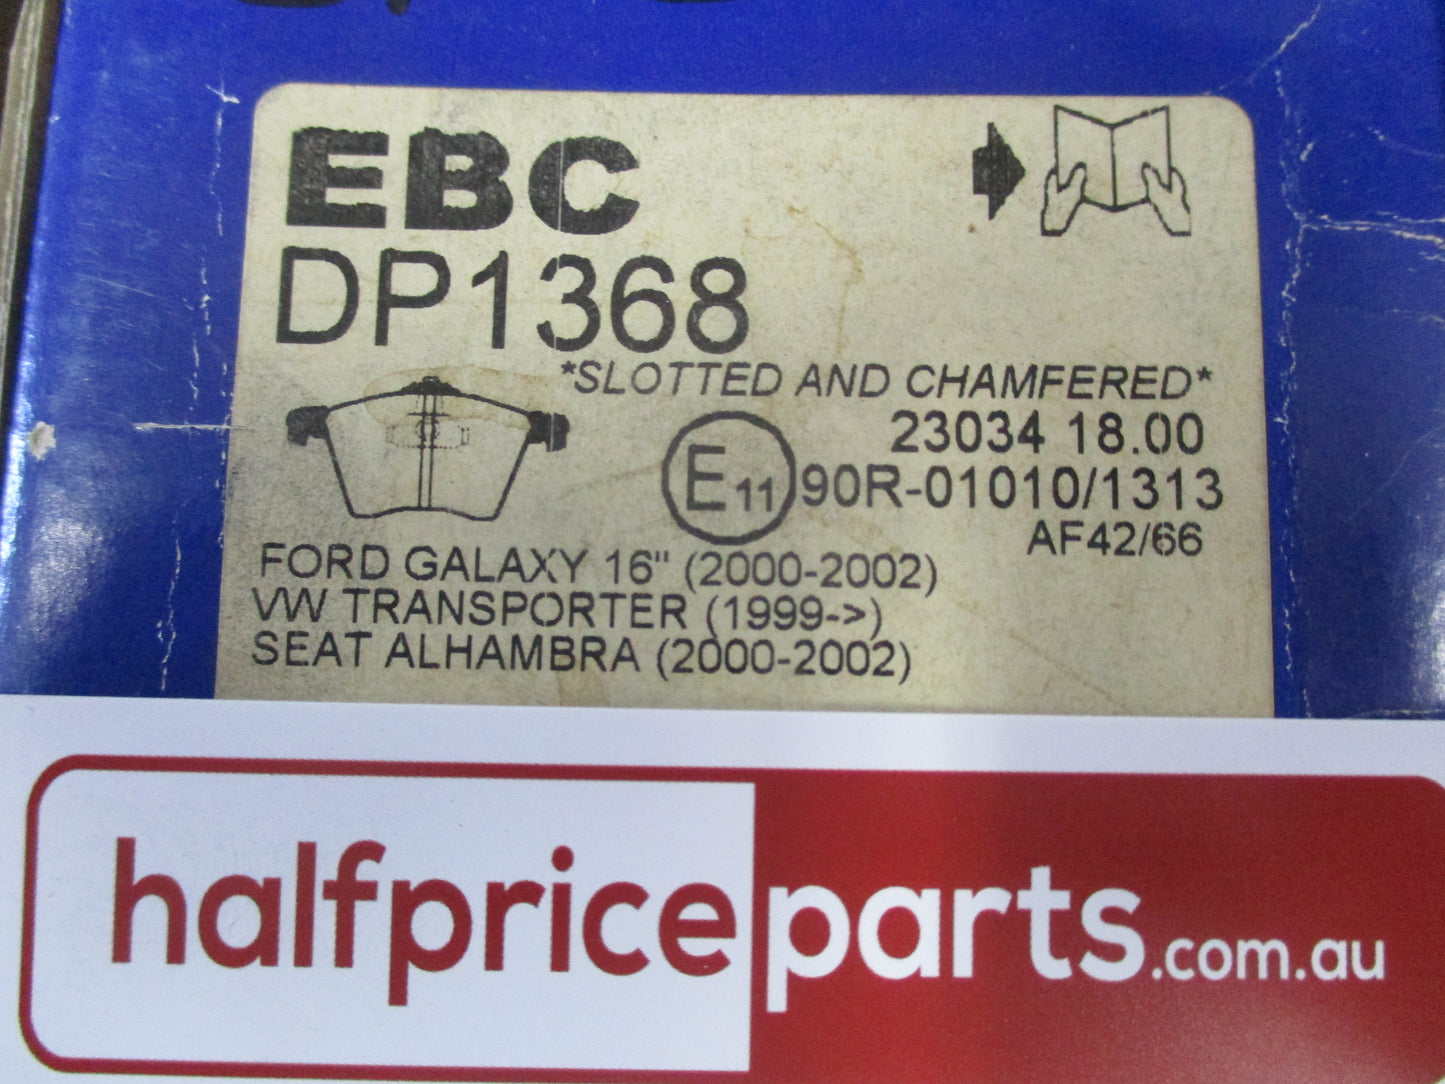 EBC
DP1368
*SLOTTED AND CHAMFERED*
23034 18.00
E11 90R-01010/1313
AF42/66
FORD GALAXY 16" (2000-2002)
VW TRANSPORTER (1999->)
SEAT ALHAMBRA (2000-2002)
halfpriceparts.com.au